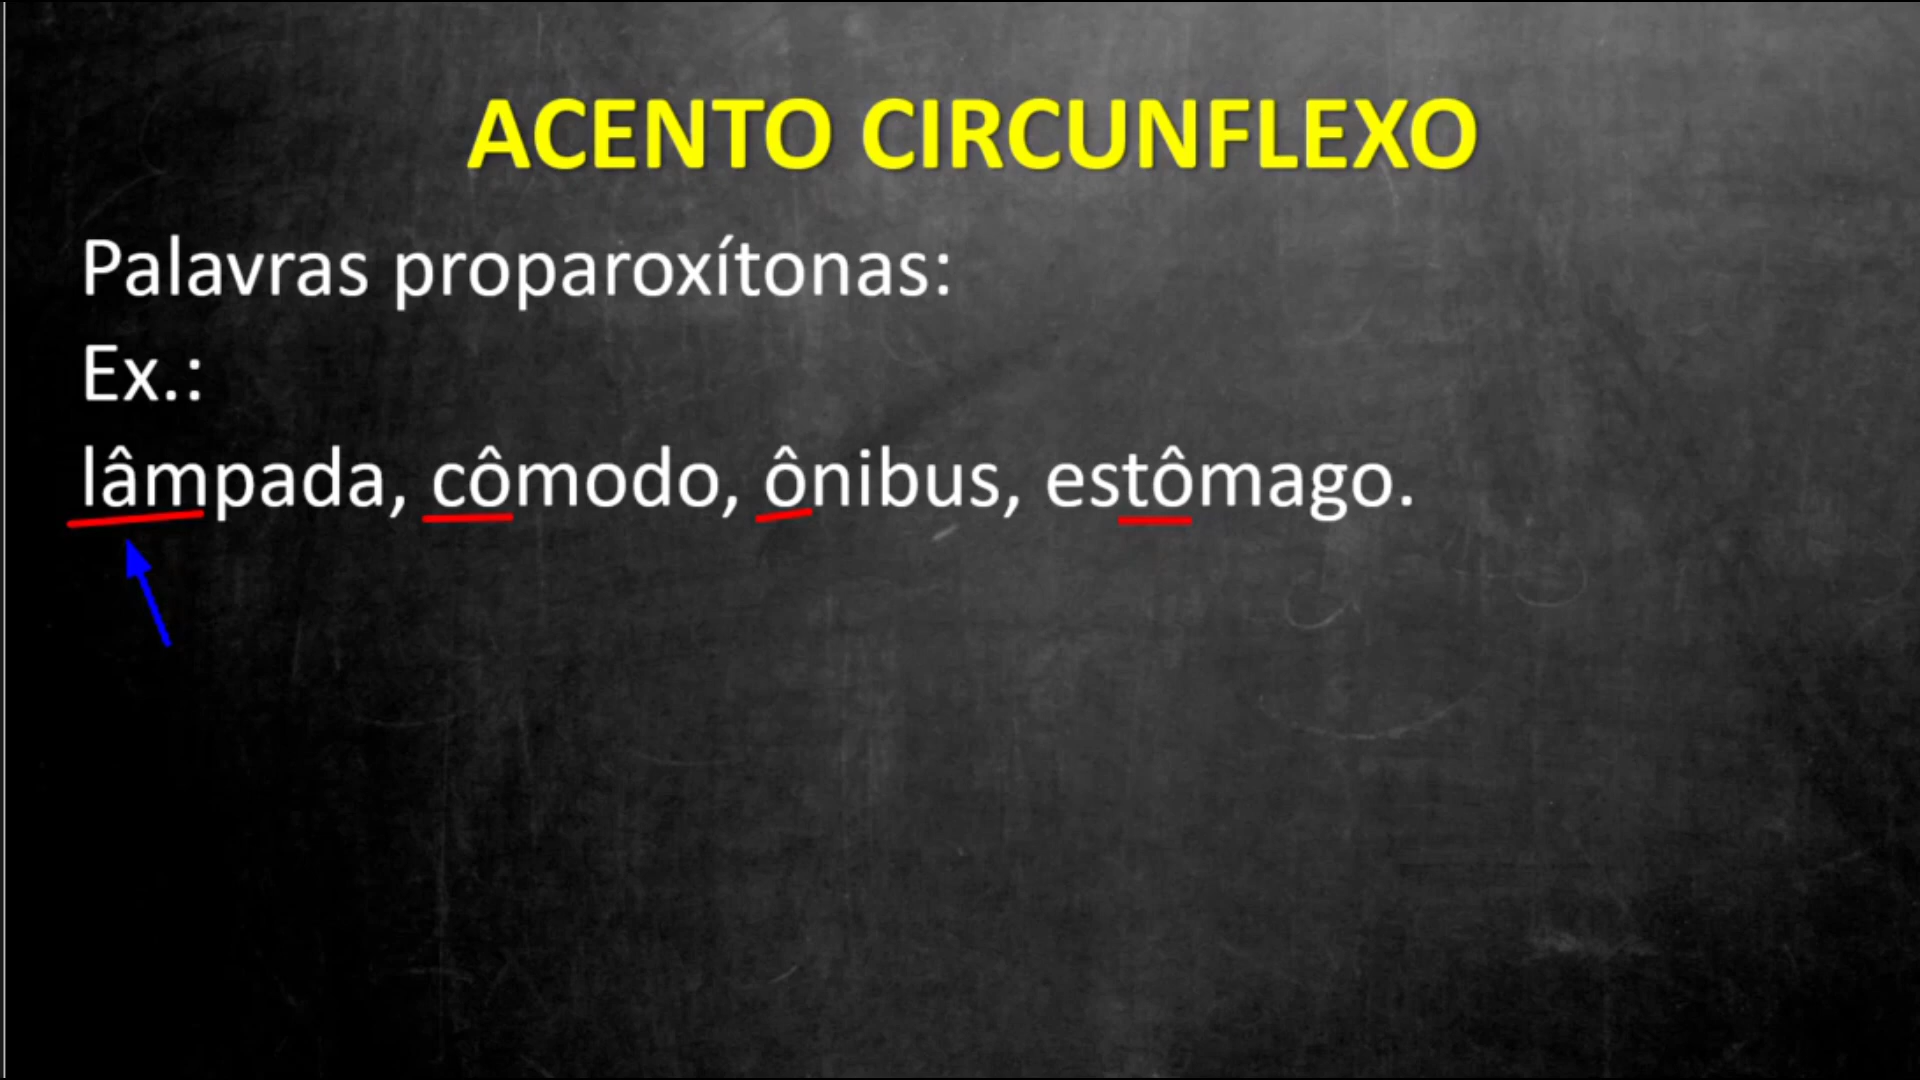 ACENTO CIRCUNFLEXO
Palavras proparoxítonas:
Ex.:
lâmpada, cômodo, ônibus, estômago.